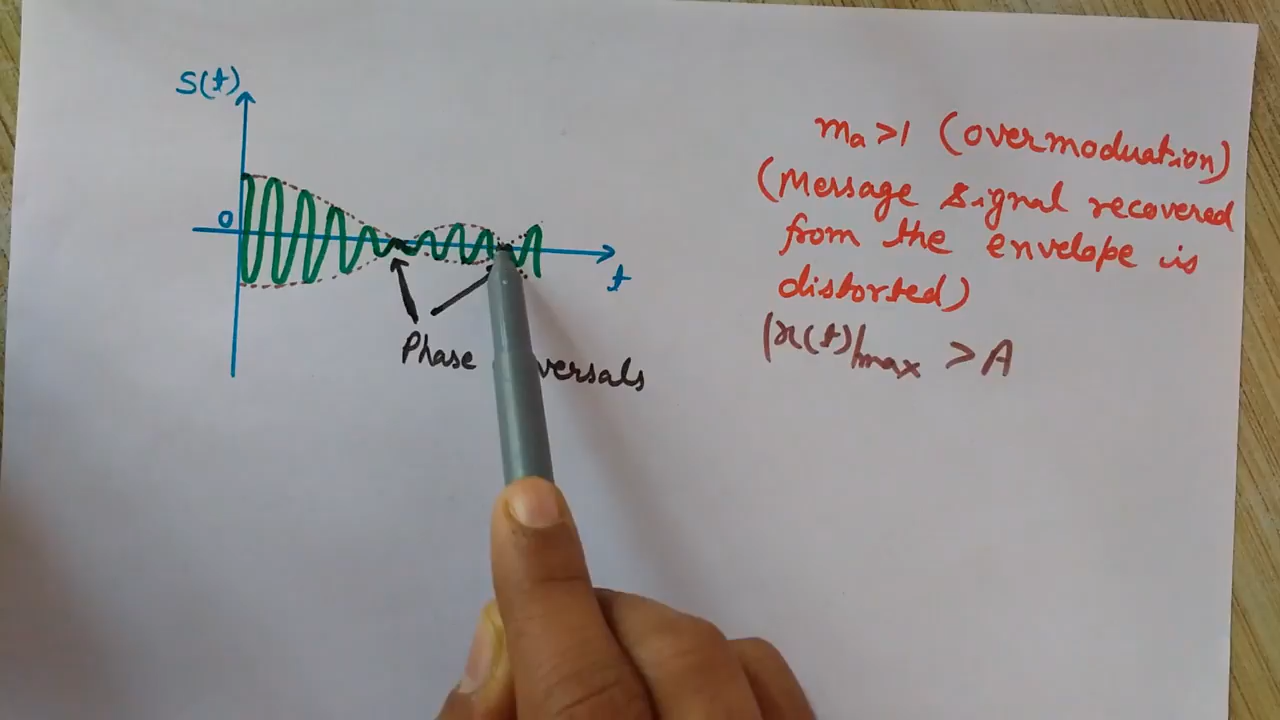 S(t)
0
t
Phase
versals
ma>1 (overmoduation)
(Message signal recovered
from the envelope is
distorted)
|x(t)|max > A